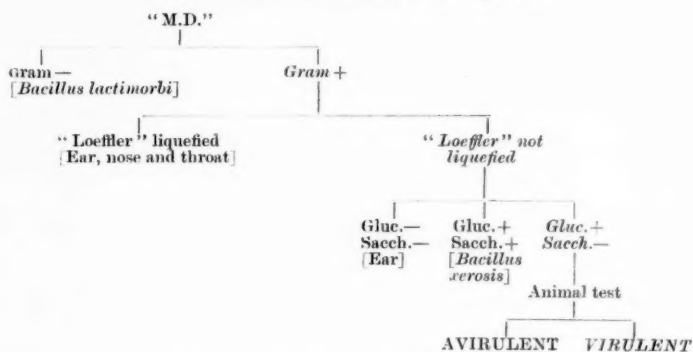 "M.D."
Gram—
[Bacillus lactimorbi]
Gram+
"Loeffler" liquefied
[Ear, nose and throat]
"Loeffler" not
liquefied
Gluc.—
Sacch.—
[Ear]
Gluc.+
Sacch.+
[Bacillus
xerosis]
Gluc.+
Sacch.—
Animal test
AVIRULENT
VIRULENT